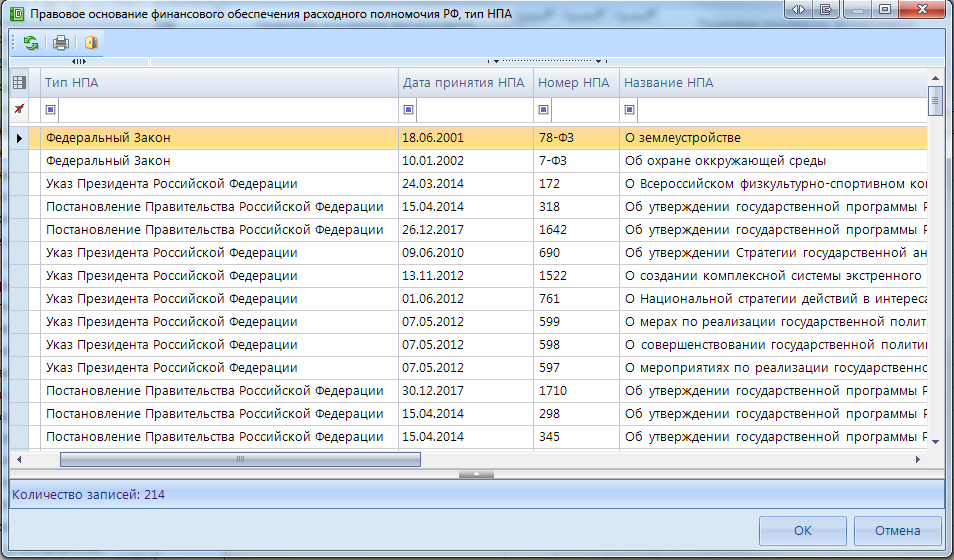 Правовое основание финансового обеспечения расходного полномочия РФ, тип НПА
Тип НПА Дата принятия НПА Номер НПА Название НПА
Федеральный Закон 18.06.2001 78-ФЗ О землеустройстве
Федеральный Закон 10.01.2002 7-ФЗ Об охране оккружающей среды
Указ Президента Российской Федерации 24.03.2014 172 О Всероссийском физкультурно-спортивном ко
Постановление Правительства Российской Федерации 15.04.2014 318 Об утверждении государственной программы Р
Постановление Правительства Российской Федерации 26.12.2017 1642 Об утверждении государственной программы Р
Указ Президента Российской Федерации 09.06.2010 690 Об утверждении Стратегии государственной ан
Указ Президента Российской Федерации 13.11.2012 1522 О создании комплексной системы экстренного
Указ Президента Российской Федерации 01.06.2012 761 О Национальной стратегии действий в интереса
Указ Президента Российской Федерации 07.05.2012 599 О мерах по реализации государственной полит
Указ Президента Российской Федерации 07.05.2012 598 О совершенствовании государственной полити
Указ Президента Российской Федерации 07.05.2012 597 О мероприятиях по реализации государственно
Постановление Правительства Российской Федерации 30.12.2017 1710 Об утверждении государственной программы Р
Постановление Правительства Российской Федерации 15.04.2014 298 Об утверждении государственной программы Р
Постановление Правительства Российской Федерации 15.04.2014 345 Об утверждении государственной программы Р
Количество записей: 214
ОК Отмена